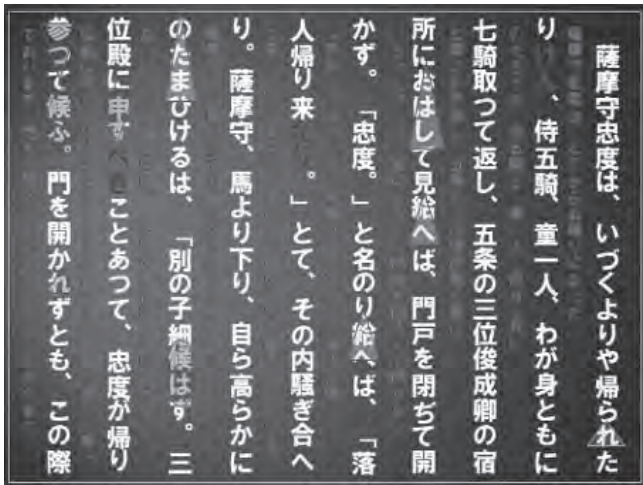 薩摩守忠度は、いづくよりや帰られた
りけん、侍五騎、童一人、わが身ともに
七騎取つて返し、五条の三位俊成卿の宿
所におはして見給へば、門戸を閉ぢて開
かず。「忠度。」と名のり給へば、「落
人帰り来。」とて、その内騒ぎ合へ
り。薩摩守、馬より下り、自ら高らかに
のたまひけるは、「別の子細候はず。三
位殿に申すべきことあつて、忠度が帰り
参つて候ふ。門を開かれずとも、この際